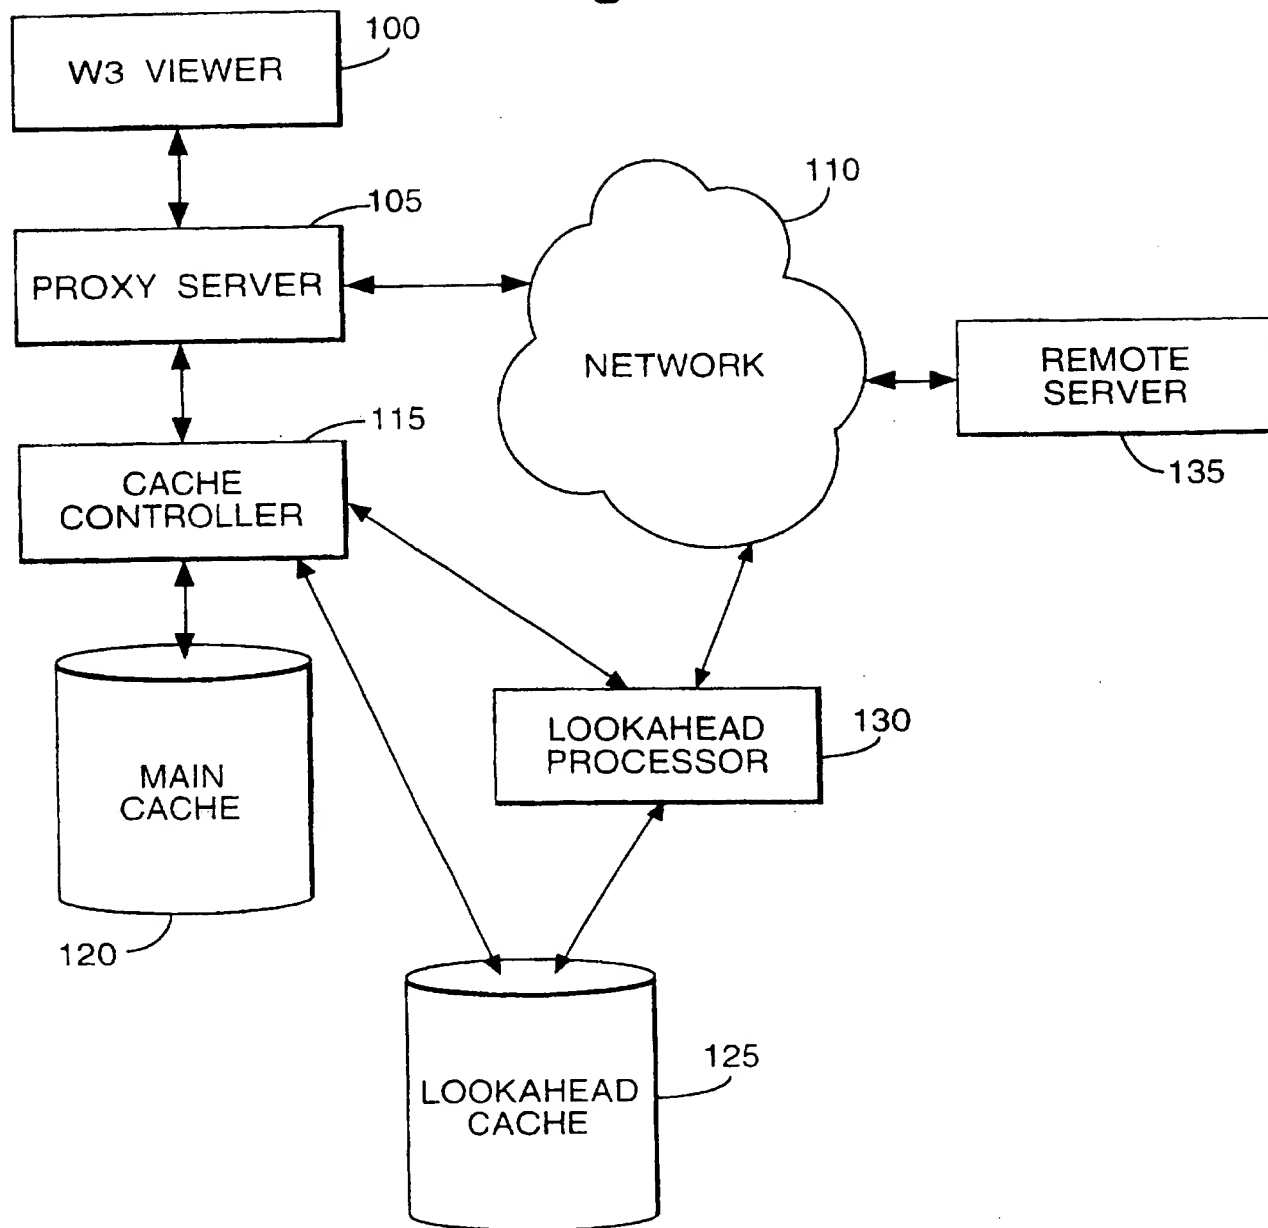 100
W3 VIEWER
105
PROXY SERVER
110
NETWORK
REMOTE
SERVER
135
115
CACHE
CONTROLLER
LOOKAHEAD
PROCESSOR
130
MAIN
CACHE
120
125
LOOKAHEAD
CACHE